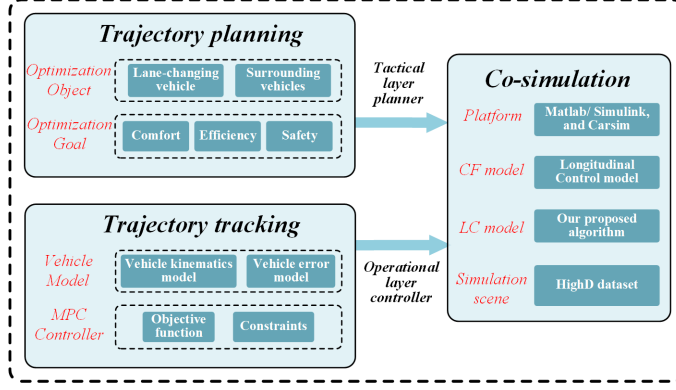 Trajectory planning
Optimization
Object
Lane-changing
vehicle
Surrounding
vehicles
Optimization
Goal
Comfort
Efficiency
Safety
Tactical
layer
planner
Trajectory tracking
Vehicle
Model
Vehicle kinematics
model
Vehicle error
model
MPC
Controller
Objective
function
Constraints
Operational
layer
controller
Co-simulation
Platform
Matlab/ Simulink,
and Carsim
CF model
Longitudinal
Control model
LC model
Our proposed
algorithm
Simulation
scene
HighD dataset